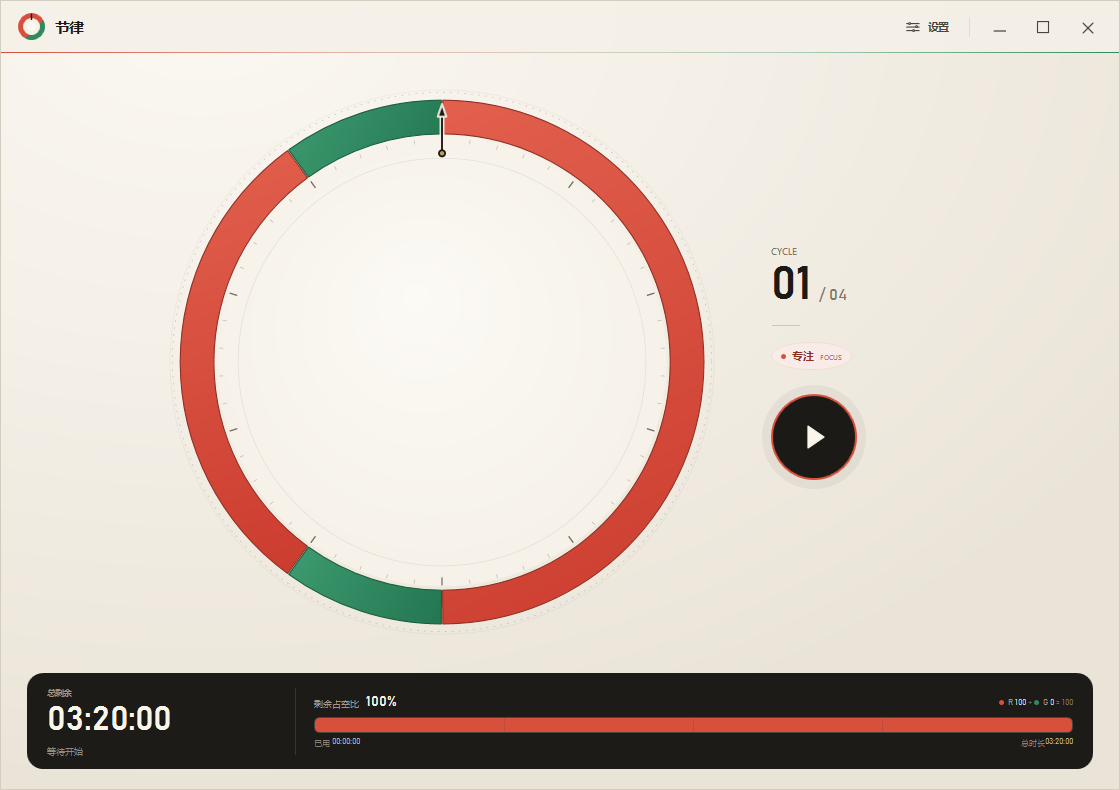 节律
设置
CYCLE
01 / 04
专注 FOCUS
总剩余
03:20:00
等待开始
剩余占空比 100%
R 100 + G 0 = 100
已用 00:00:00
总时长 03:20:00